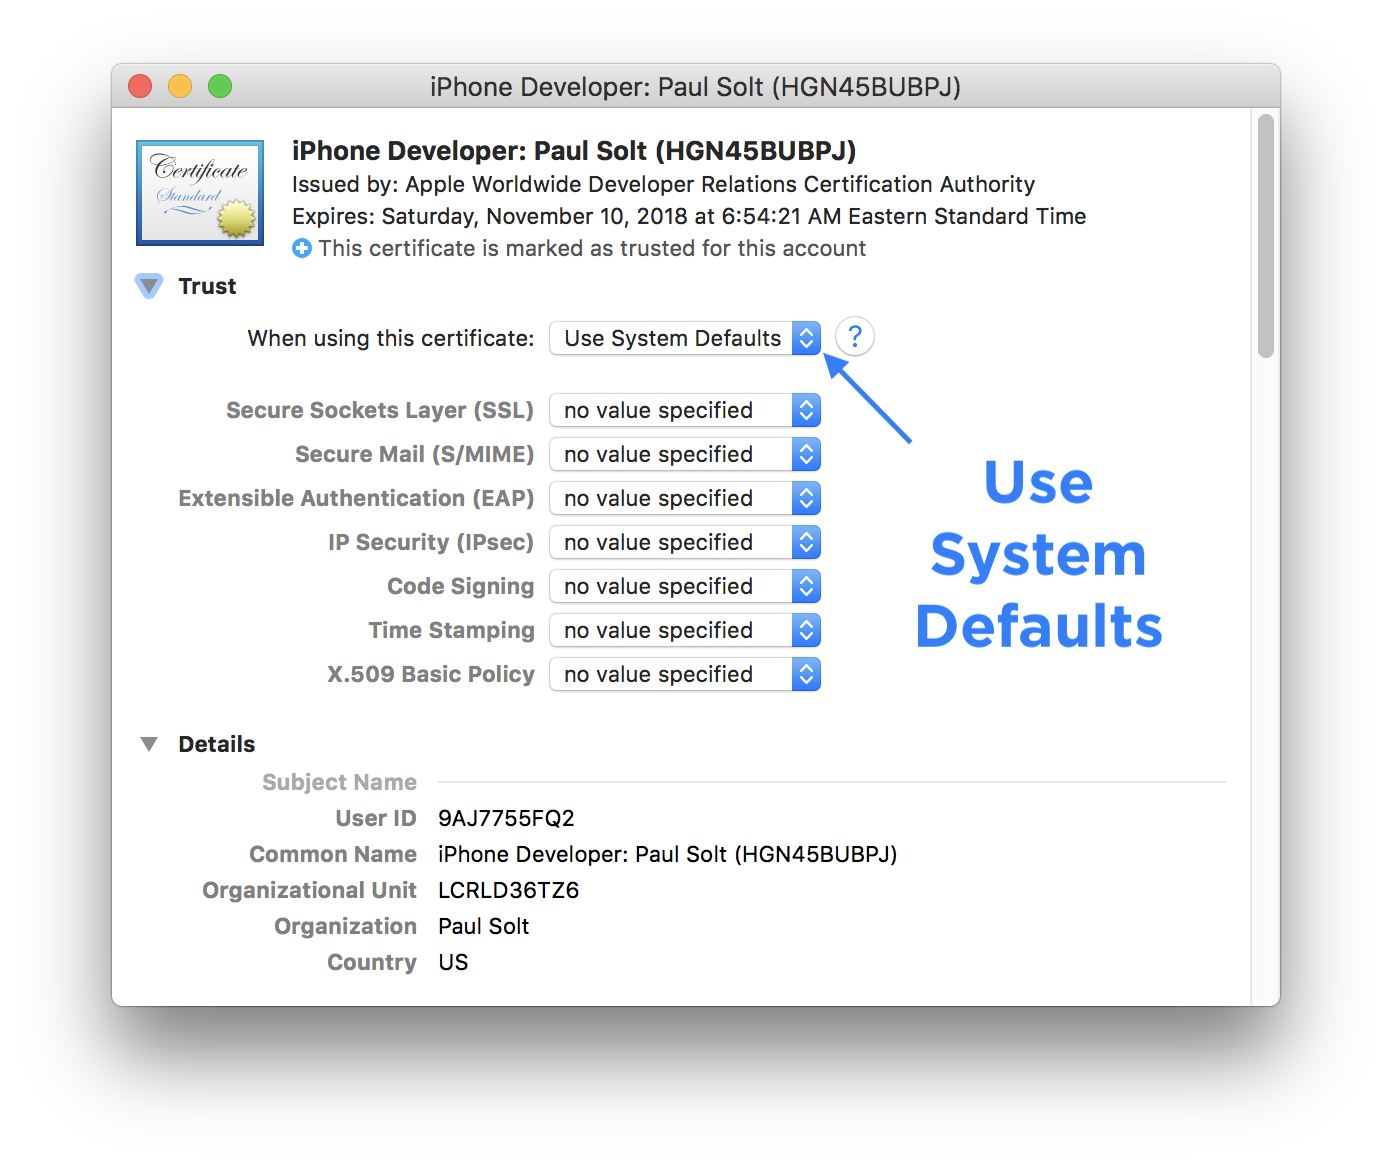 iPhone Developer: Paul Solt (HGN45BUBPJ)
Certificate
Standard
iPhone Developer: Paul Solt (HGN45BUBPJ)
Issued by: Apple Worldwide Developer Relations Certification Authority
Expires: Saturday, November 10, 2018 at 6:54:21 AM Eastern Standard Time
This certificate is marked as trusted for this account
Trust
When using this certificate: Use System Defaults ?
Secure Sockets Layer (SSL) no value specified
Secure Mail (S/MIME) no value specified
Extensible Authentication (EAP) no value specified
IP Security (IPsec) no value specified
Code Signing no value specified
Time Stamping no value specified
X.509 Basic Policy no value specified
Use
System
Defaults
Details
Subject Name
User ID 9AJ7755FQ2
Common Name iPhone Developer: Paul Solt (HGN45BUBPJ)
Organizational Unit LCRLD36TZ6
Organization Paul Solt
Country US